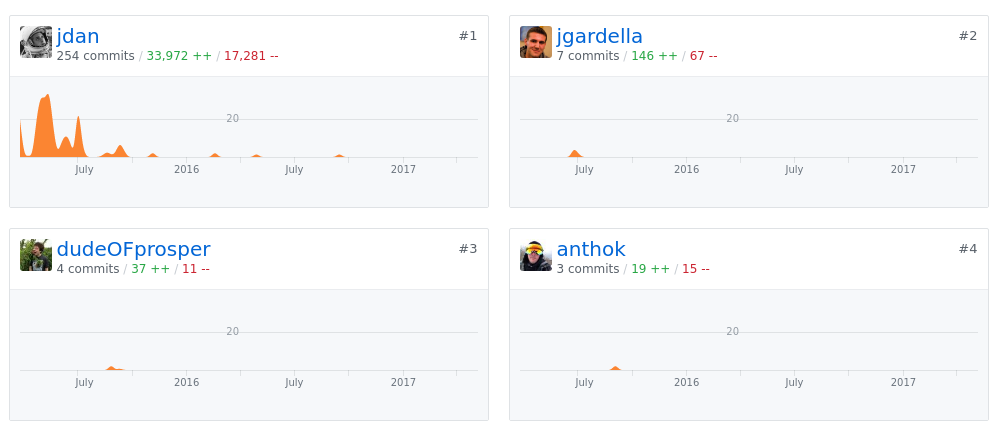 jdan #1
254 commits / 33,972 ++ / 17,281 --
20
July 2016 July 2017
jgardella #2
7 commits / 146 ++ / 67 --
20
July 2016 July 2017
dudeOFprosper #3
4 commits / 37 ++ / 11 --
20
July 2016 July 2017
anthok #4
3 commits / 19 ++ / 15 --
20
July 2016 July 2017